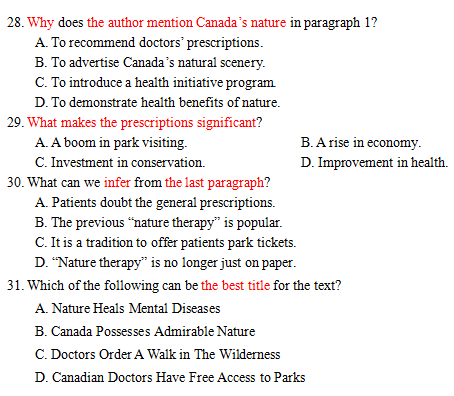 28. Why does the author mention Canada's nature in paragraph 1?
A. To recommend doctors' prescriptions.
B. To advertise Canada's natural scenery.
C. To introduce a health initiative program.
D. To demonstrate health benefits of nature.
29. What makes the prescriptions significant?
A. A boom in park visiting. B. A rise in economy.
C. Investment in conservation. D. Improvement in health.
30. What can we infer from the last paragraph?
A. Patients doubt the general prescriptions.
B. The previous “nature therapy” is popular.
C. It is a tradition to offer patients park tickets.
D. “Nature therapy” is no longer just on paper.
31. Which of the following can be the best title for the text?
A. Nature Heals Mental Diseases
B. Canada Possesses Admirable Nature
C. Doctors Order A Walk in The Wilderness
D. Canadian Doctors Have Free Access to Parks